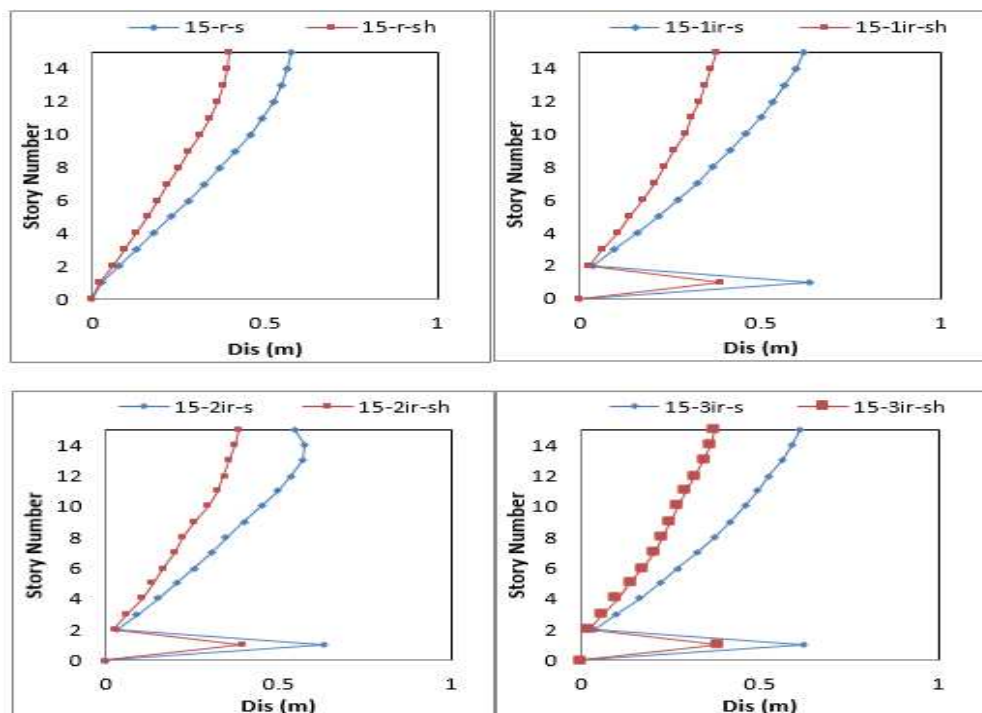 15-r-s 15-r-sh
14
12
10
8
6
4
2
0
Story Number
0 0.5 1
Dis (m)
15-1ir-s 15-1ir-sh
14
12
10
8
6
4
2
0
Story Number
0 0.5 1
Dis (m)
15-2ir-s 15-2ir-sh
14
12
10
8
6
4
2
0
Story Number
0 0.5 1
Dis (m)
15-3ir-s 15-3ir-sh
14
12
10
8
6
4
2
0
Story Number
0 0.5 1
Dis (m)